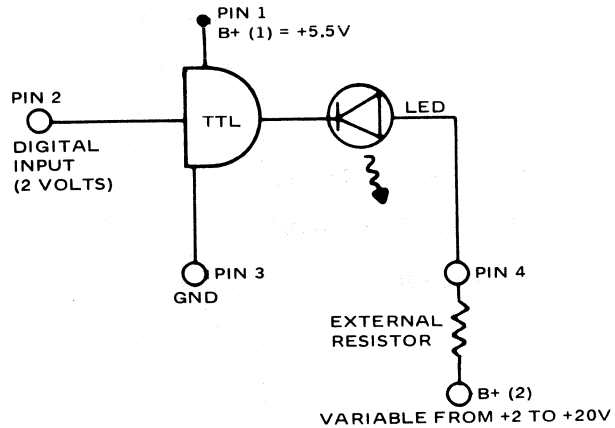 PIN 1
B+ (1) = +5.5V
PIN 2
TTL
LED
DIGITAL
INPUT
(2 VOLTS)
PIN 3
GND
PIN 4
EXTERNAL
RESISTOR
B+ (2)
VARIABLE FROM +2 TO +20V